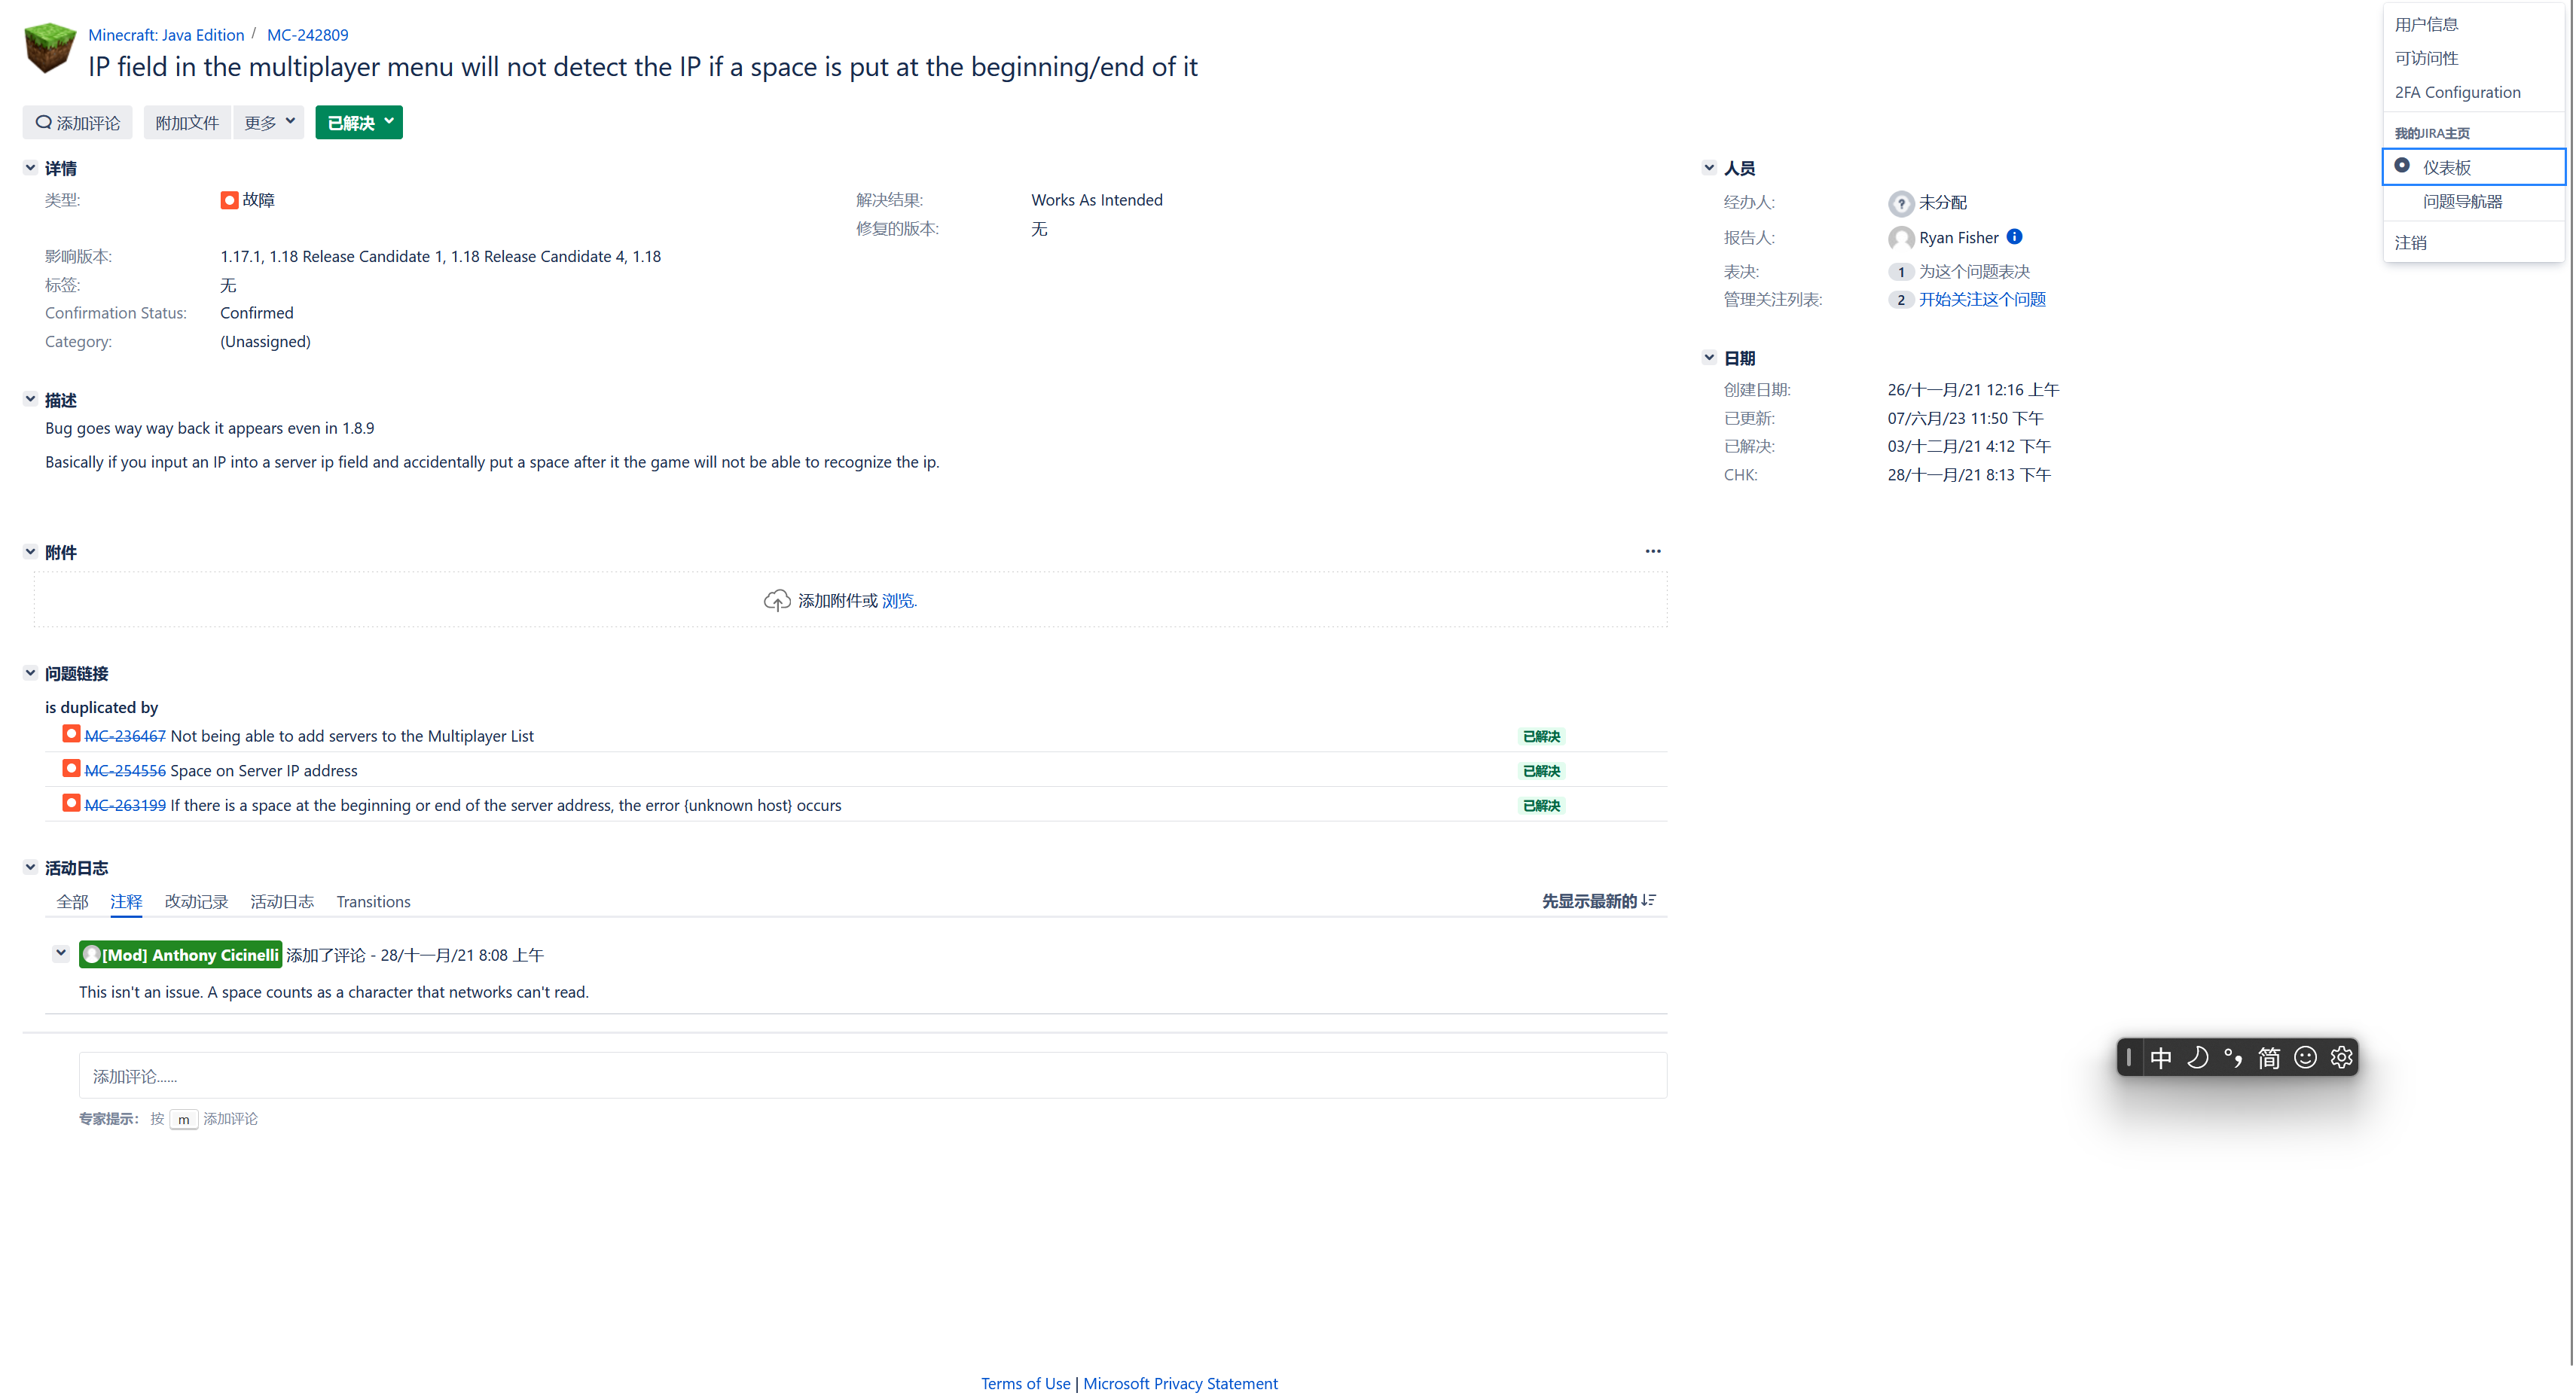 Minecraft: Java Edition / MC-242809
IP field in the multiplayer menu will not detect the IP if a space is put at the beginning/end of it
添加评论 附加文件 更多 已解决
详情
类型: 故障 解决结果: Works As Intended
修复的版本: 无
影响版本: 1.17.1, 1.18 Release Candidate 1, 1.18 Release Candidate 4, 1.18
标签: 无
Confirmation Status: Confirmed
Category: (Unassigned)
描述
Bug goes way way back it appears even in 1.8.9
Basically if you input an IP into a server ip field and accidentally put a space after it the game will not be able to recognize the ip.
附件
添加附件或 浏览.
问题链接
is duplicated by
MC-236467 Not being able to add servers to the Multiplayer List 已解决
MC-254556 Space on Server IP address 已解决
MC-263199 If there is a space at the beginning or end of the server address, the error {unknown host} occurs 已解决
活动日志
全部 注释 改动记录 活动日志 Transitions 先显示最新的
[Mod] Anthony Cicinelli 添加了评论 - 28/十一月/21 8:08 上午
This isn't an issue. A space counts as a character that networks can't read.
添加评论......
专家提示: 按 m 添加评论
人员
经办人: 未分配
报告人: Ryan Fisher
表决: 1 为这个问题表决
管理关注列表: 2 开始关注这个问题
日期
创建日期: 26/十一月/21 12:16 上午
已更新: 07/六月/23 11:50 下午
已解决: 03/十二月/21 4:12 下午
CHK: 28/十一月/21 8:13 下午
用户信息
可访问性
2FA Configuration
我的JIRA主页
仪表板
问题导航器
注销
中 简
Terms of Use | Microsoft Privacy Statement